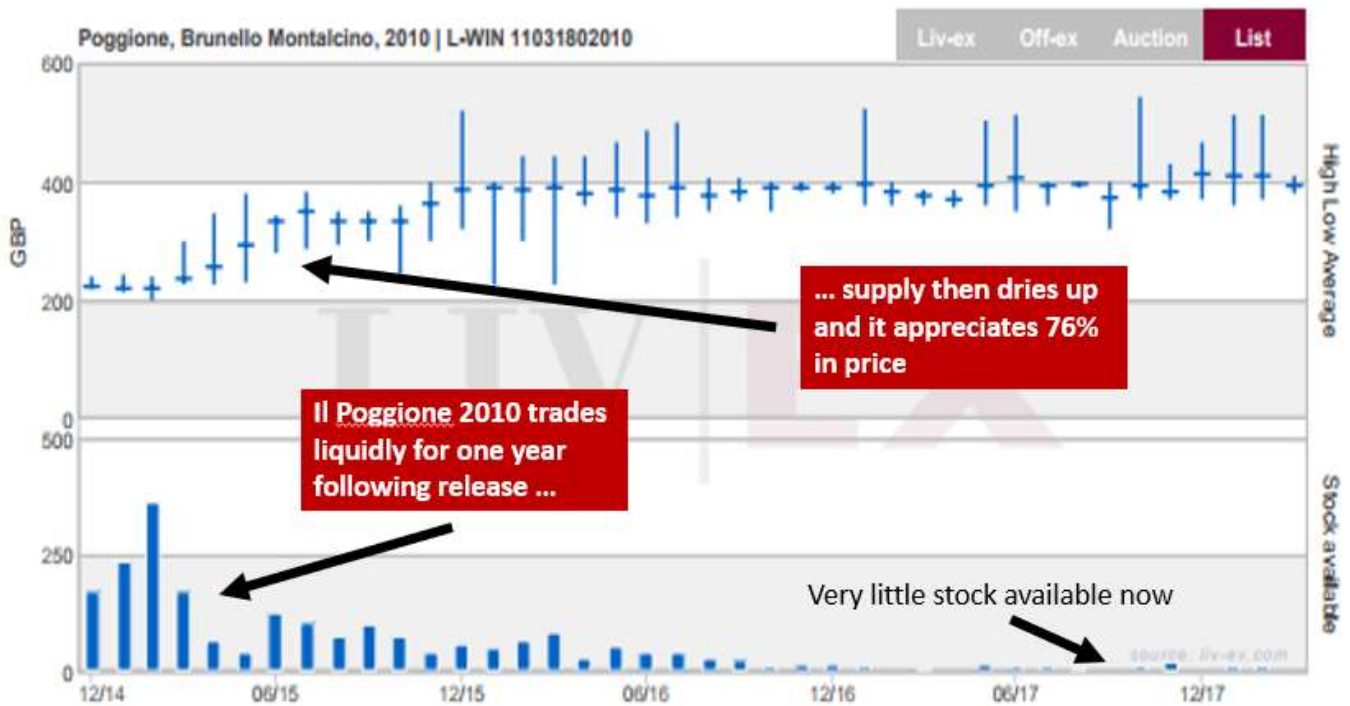 Poggione, Brunello Montalcino, 2010 | L-WIN 11031802010
Liv-ex Off-ex Auction List
600
400
200
0
GBP
High Low Average
... supply then dries up
and it appreciates 76%
in price
LIV EX
Il Poggione 2010 trades
liquidly for one year
following release ...
500
250
0
Stock available
Very little stock available now
source: liv-ex.com
12/14 06/15 12/15 06/16 12/16 06/17 12/17